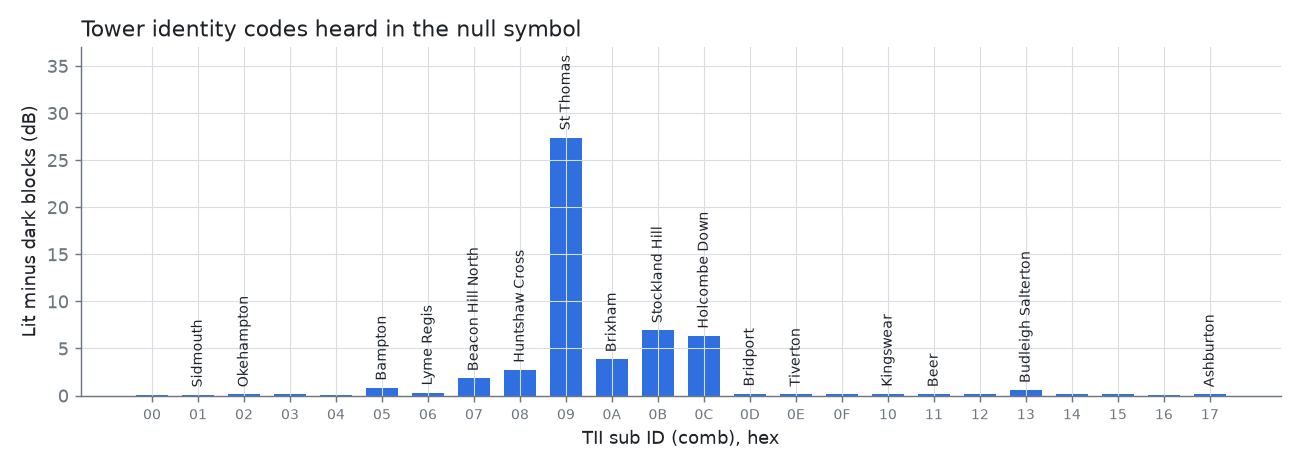 Tower identity codes heard in the null symbol
Lit minus dark blocks (dB)
35
30
25
20
15
10
5
0
Sidmouth
Okehampton
Bampton
Lyme Regis
Beacon Hill North
Huntshaw Cross
St Thomas
Brixham
Stockland Hill
Holcombe Down
Bridport
Tiverton
Kingswear
Beer
Budleigh Salterton
Ashburton
00 01 02 03 04 05 06 07 08 09 0A 0B 0C 0D 0E 0F 10 11 12 13 14 15 16 17
TII sub ID (comb), hex